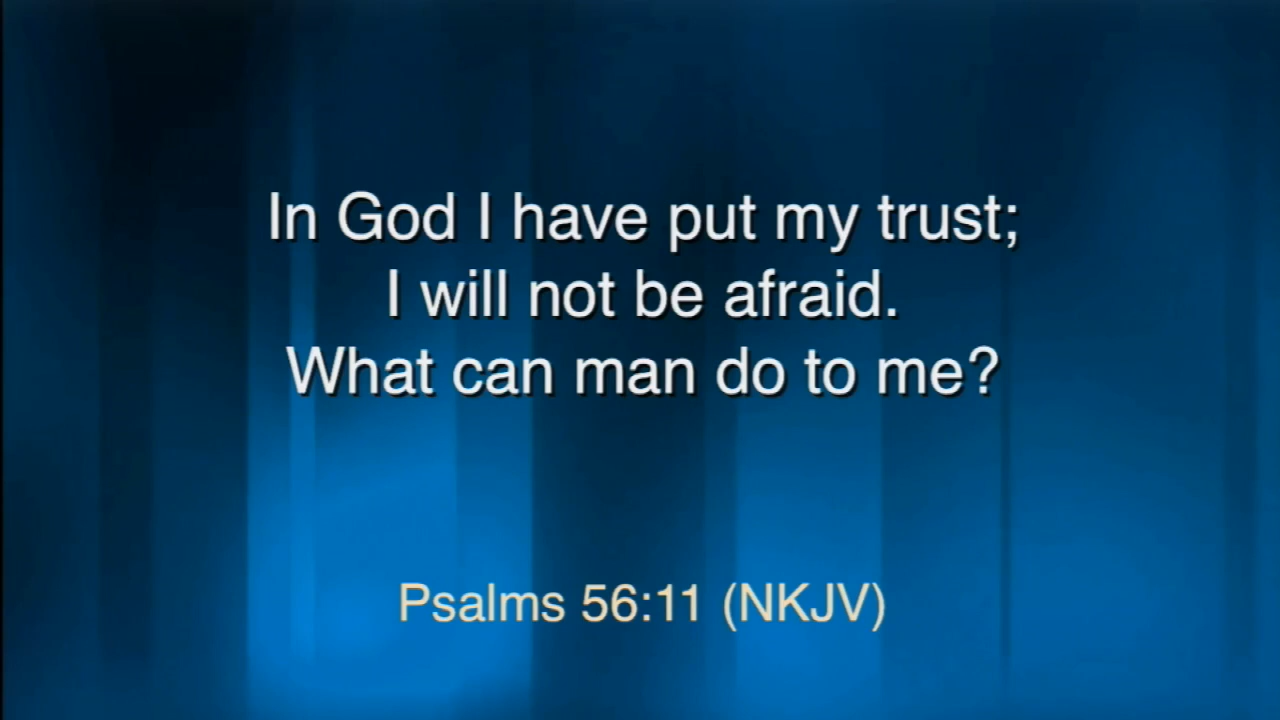 In God I have put my trust;
I will not be afraid.
What can man do to me?
Psalms 56:11 (NKJV)